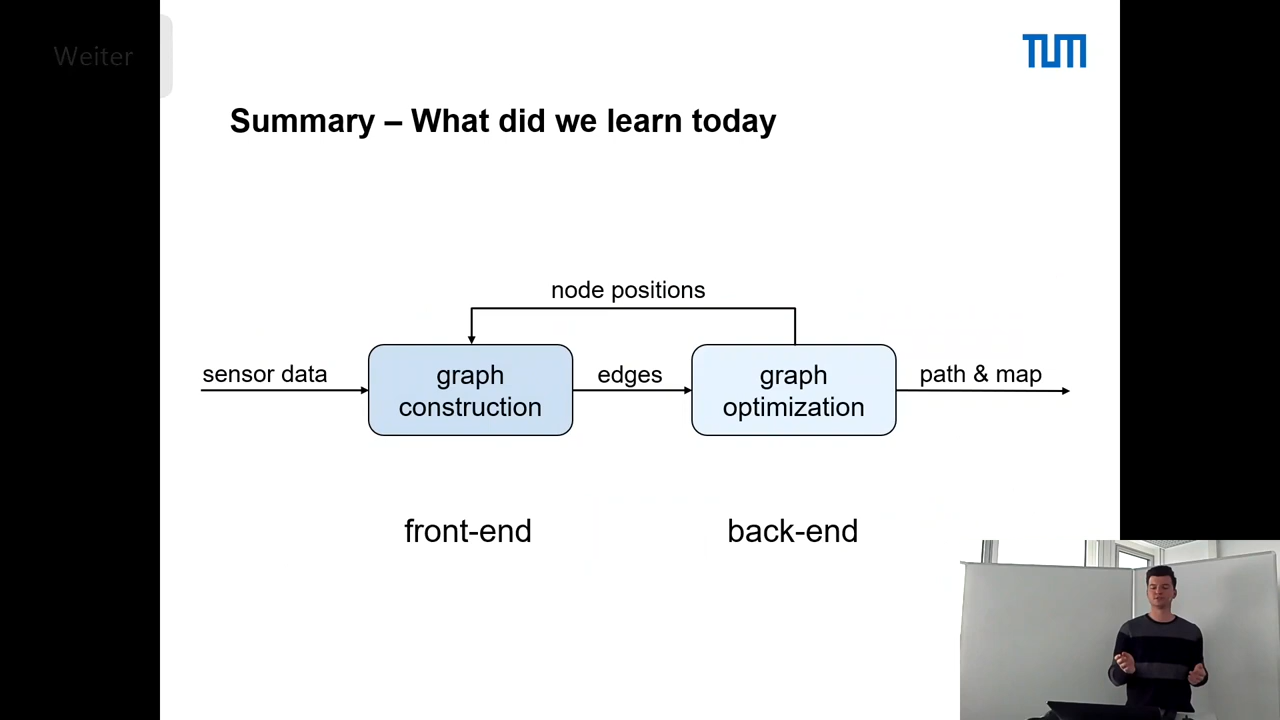 Weiter
TUM
Summary – What did we learn today
node positions
sensor data
graph
construction
edges
graph
optimization
path & map
front-end
back-end